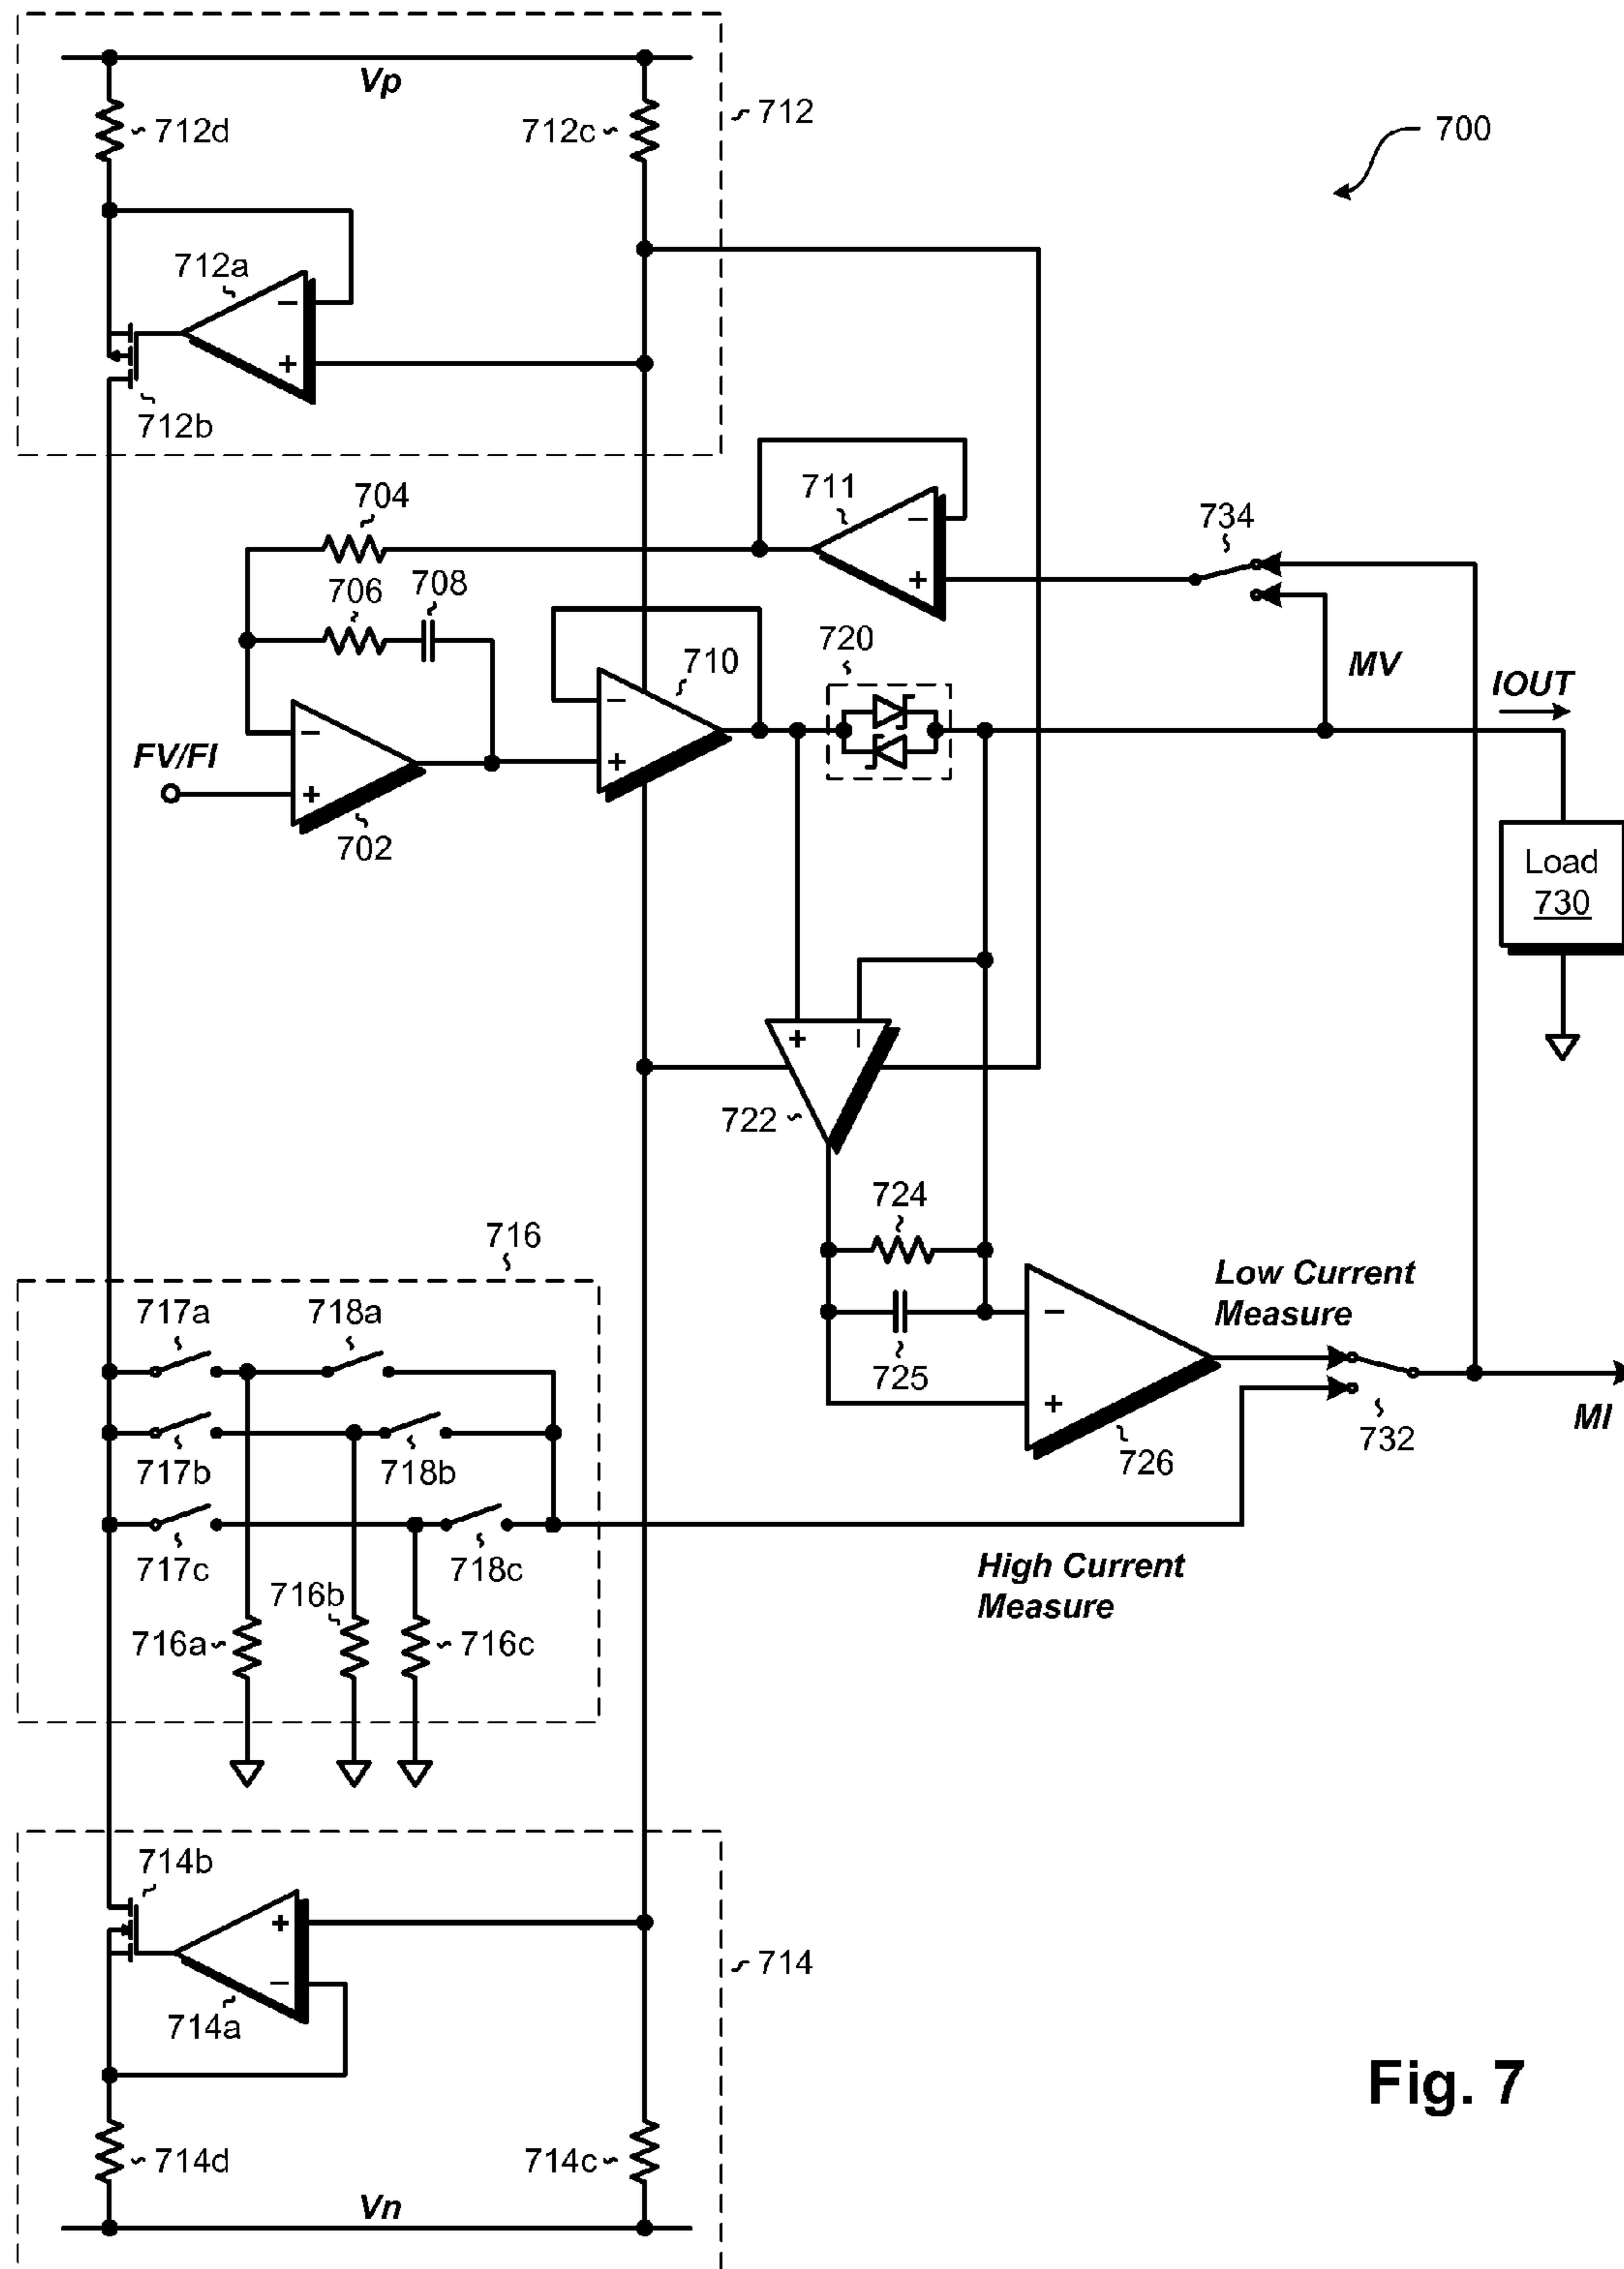 Vp
712d
712c
712
700
712a
−
+
712b
704
711
−
+
734
706
708
720
710
MV
IOUT
−
+
FV/FI
−
+
702
Load
730
+
−
722
724
716
Low Current
Measure
717a
718a
−
725
+
MI
732
717b
718b
726
717c
718c
High Current
Measure
716b
716a
716c
714b
+
−
714
714a
Fig. 7
714d
714c
Vn